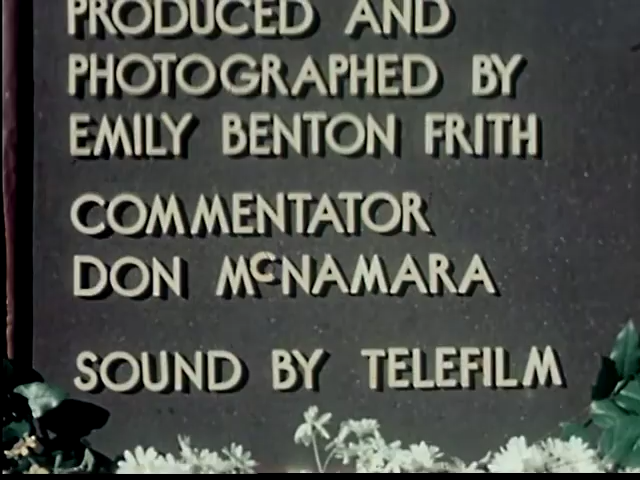 PRODUCED AND
PHOTOGRAPHED BY
EMILY BENTON FRITH
COMMENTATOR
DON McNAMARA
SOUND BY TELEFILM